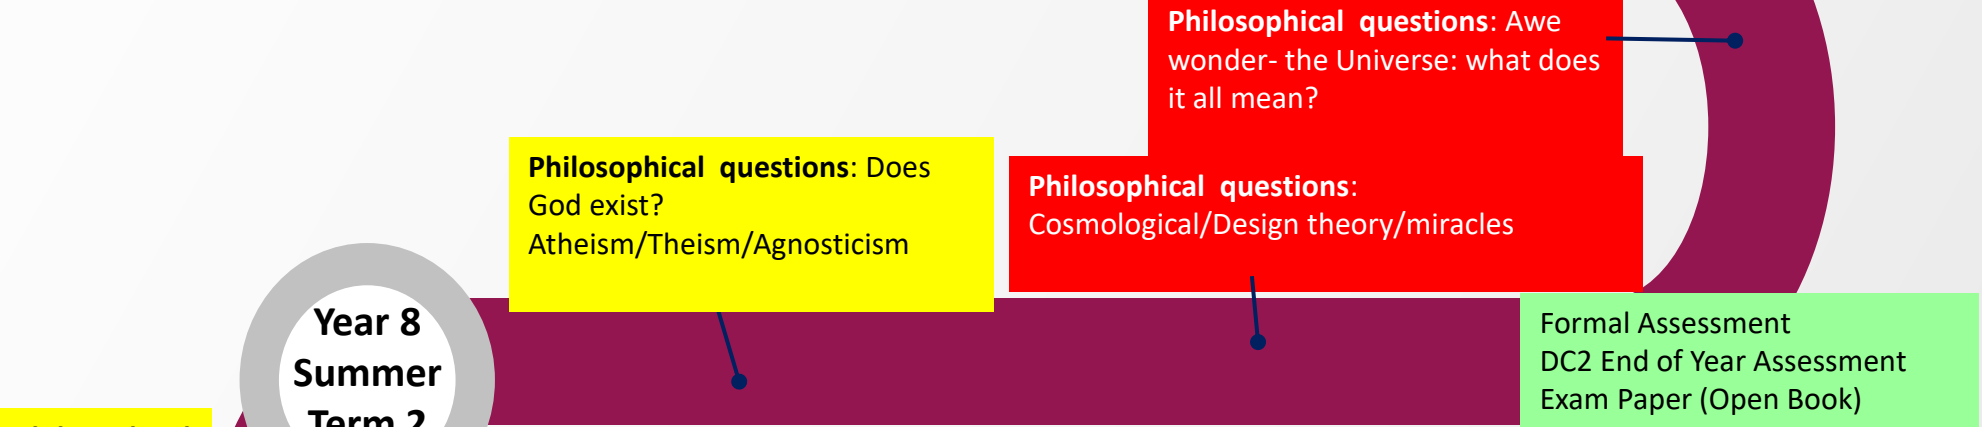 Philosophical questions: Awe
wonder- the Universe: what does
it all mean?
Philosophical questions: Does
God exist?
Atheism/Theism/Agnosticism
Philosophical questions:
Cosmological/Design theory/miracles
Year 8
Summer
Term 2
Formal Assessment
DC2 End of Year Assessment
Exam Paper (Open Book)